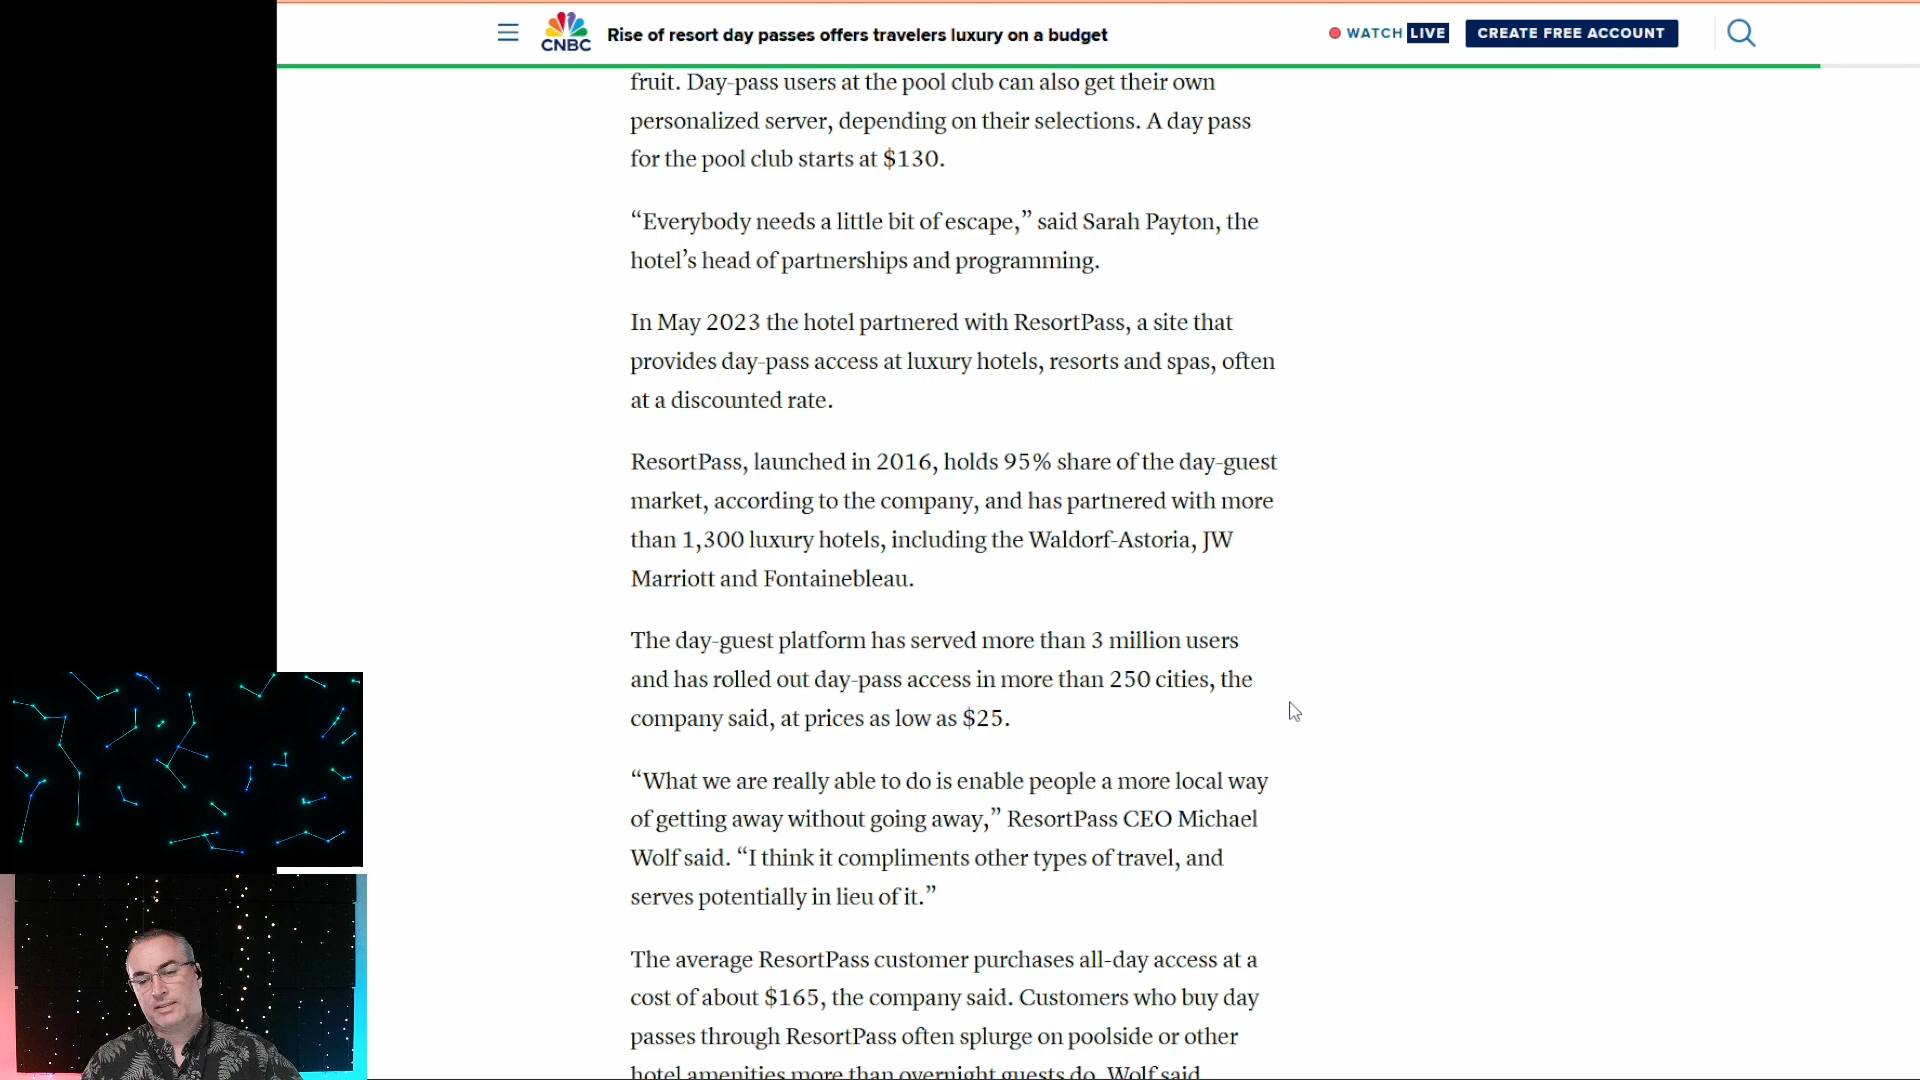 CNBC
Rise of resort day passes offers travelers luxury on a budget
WATCH LIVE
CREATE FREE ACCOUNT
fruit. Day-pass users at the pool club can also get their own
personalized server, depending on their selections. A day pass
for the pool club starts at $130.
“Everybody needs a little bit of escape,” said Sarah Payton, the
hotel’s head of partnerships and programming.
In May 2023 the hotel partnered with ResortPass, a site that
provides day-pass access at luxury hotels, resorts and spas, often
at a discounted rate.
ResortPass, launched in 2016, holds 95% share of the day-guest
market, according to the company, and has partnered with more
than 1,300 luxury hotels, including the Waldorf-Astoria, JW
Marriott and Fontainebleau.
The day-guest platform has served more than 3 million users
and has rolled out day-pass access in more than 250 cities, the
company said, at prices as low as $25.
“What we are really able to do is enable people a more local way
of getting away without going away,” ResortPass CEO Michael
Wolf said. “I think it compliments other types of travel, and
serves potentially in lieu of it.”
The average ResortPass customer purchases all-day access at a
cost of about $165, the company said. Customers who buy day
passes through ResortPass often splurge on poolside or other
hotel amenities more than overnight guests do, Wolf said